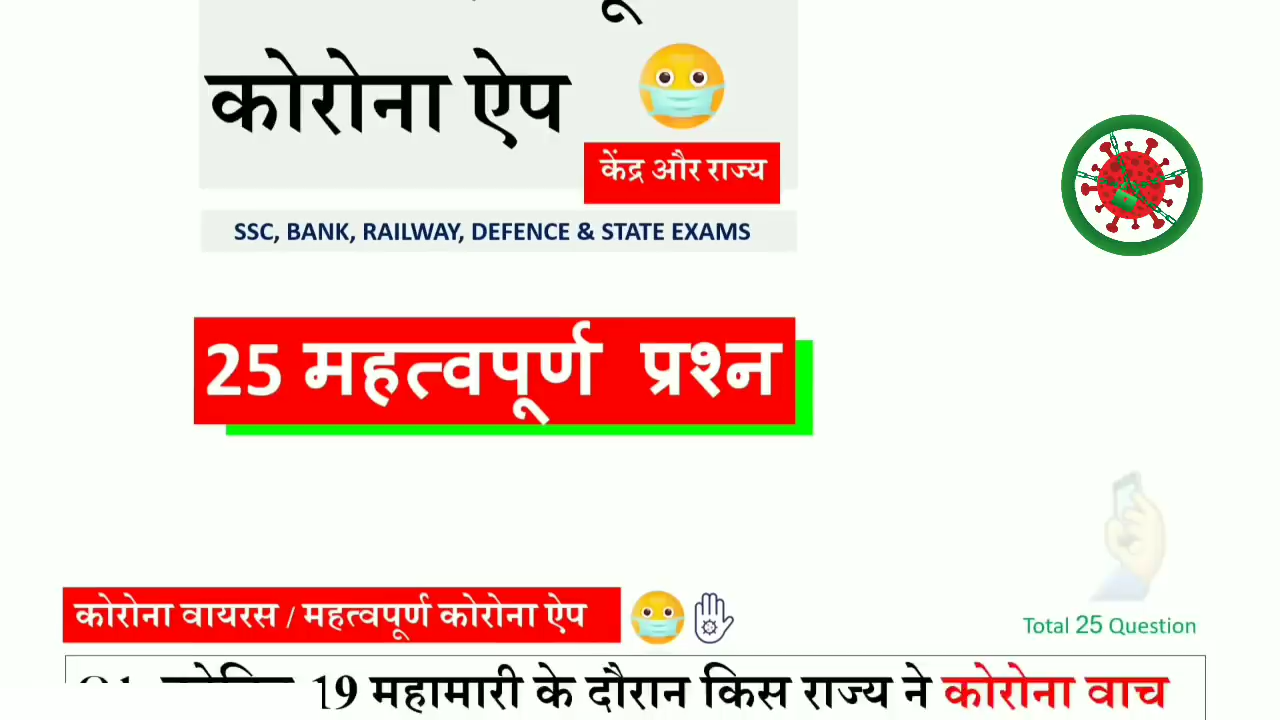 कोरोना ऐप
केंद्र और राज्य
SSC, BANK, RAILWAY, DEFENCE & STATE EXAMS
25 महत्वपूर्ण प्रश्न
कोरोना वायरस / महत्वपूर्ण कोरोना ऐप
Total 25 Question
19 महामारी के दौरान किस राज्य ने कोरोना वाच